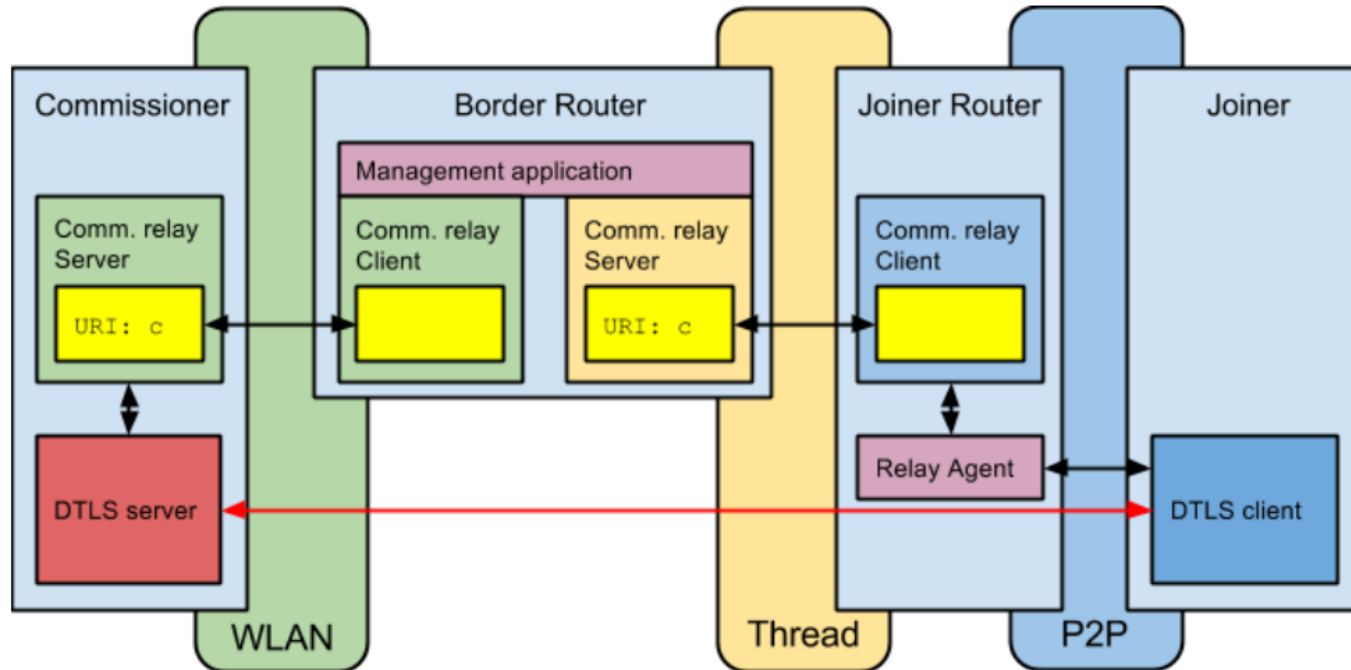 Commissioner
Border Router
Joiner Router
Joiner
Management application
Comm. relay
Server
Comm. relay
Client
Comm. relay
Server
Comm. relay
Client
URI: c
URI: c
DTLS server
Relay Agent
DTLS client
WLAN
Thread
P2P